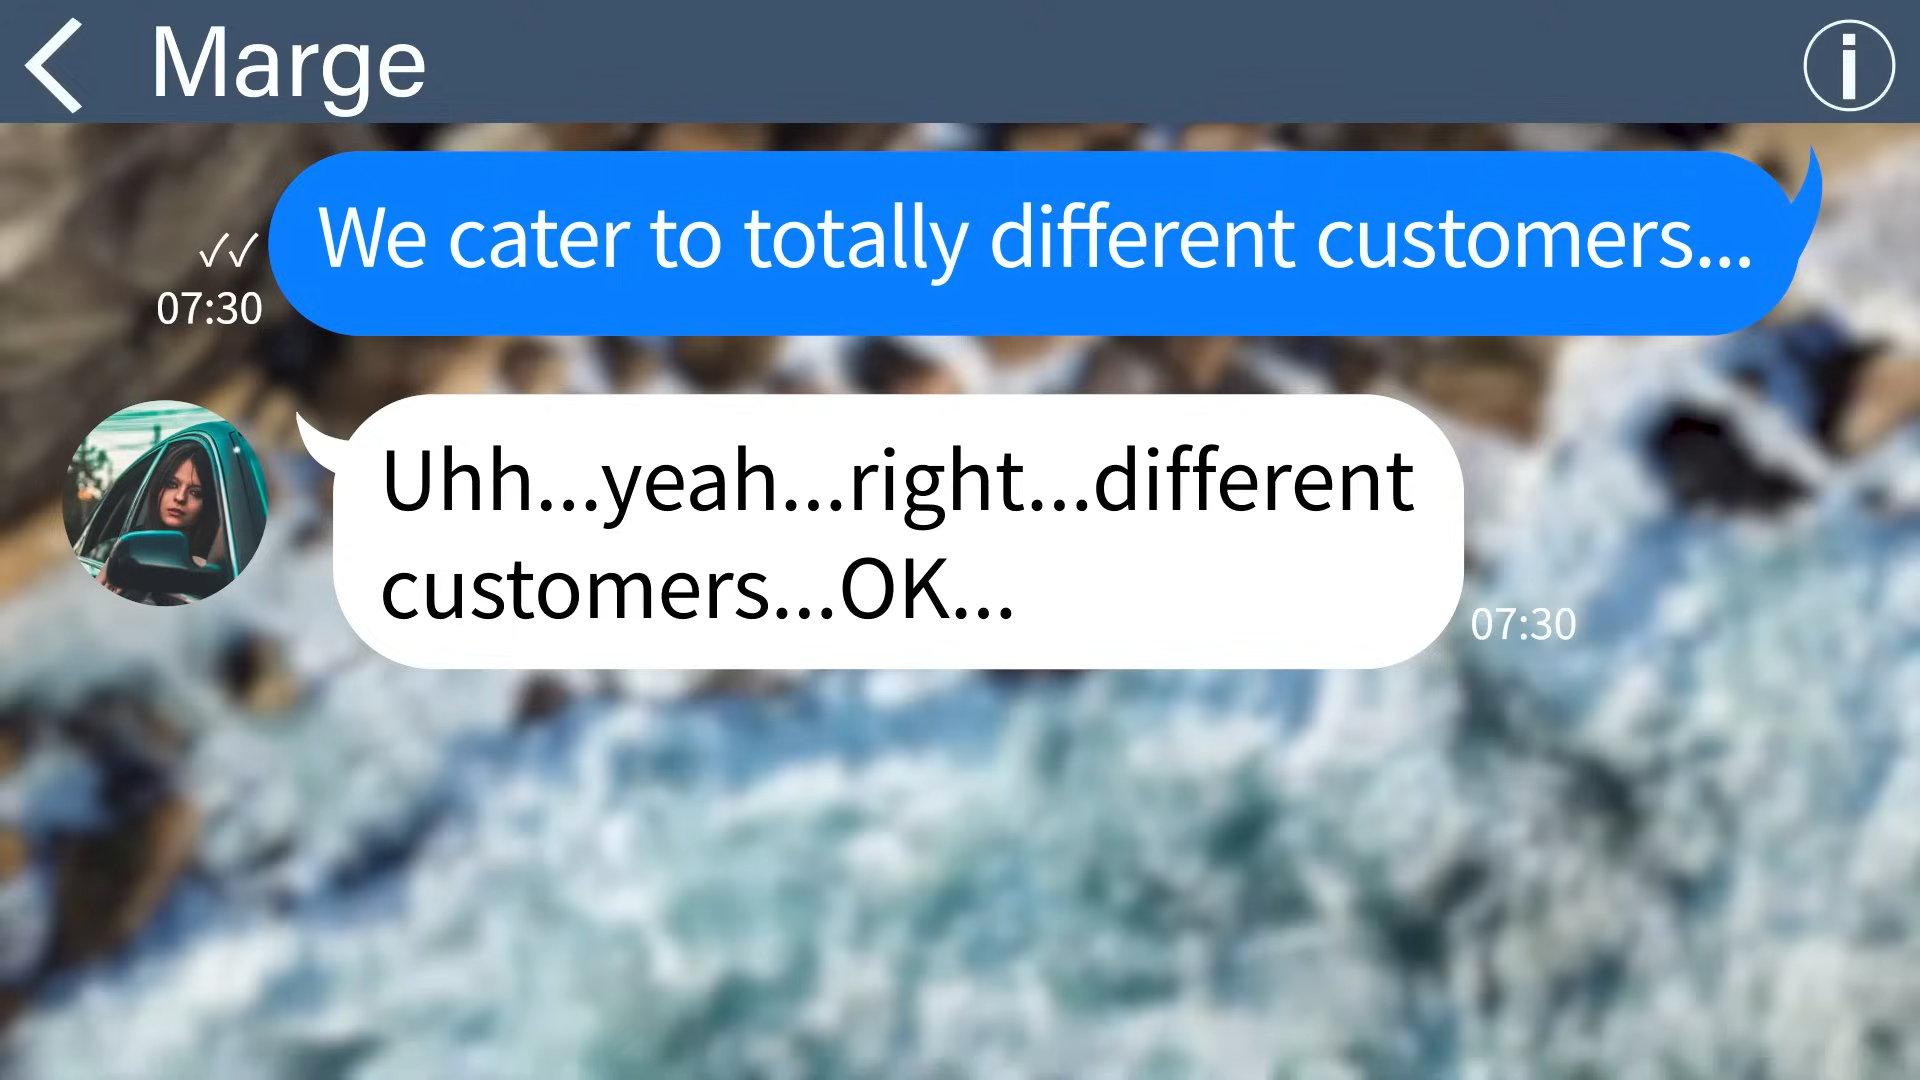 Marge
We cater to totally different customers...
✓✓
07:30
Uhh...yeah...right...different
customers...OK...
07:30